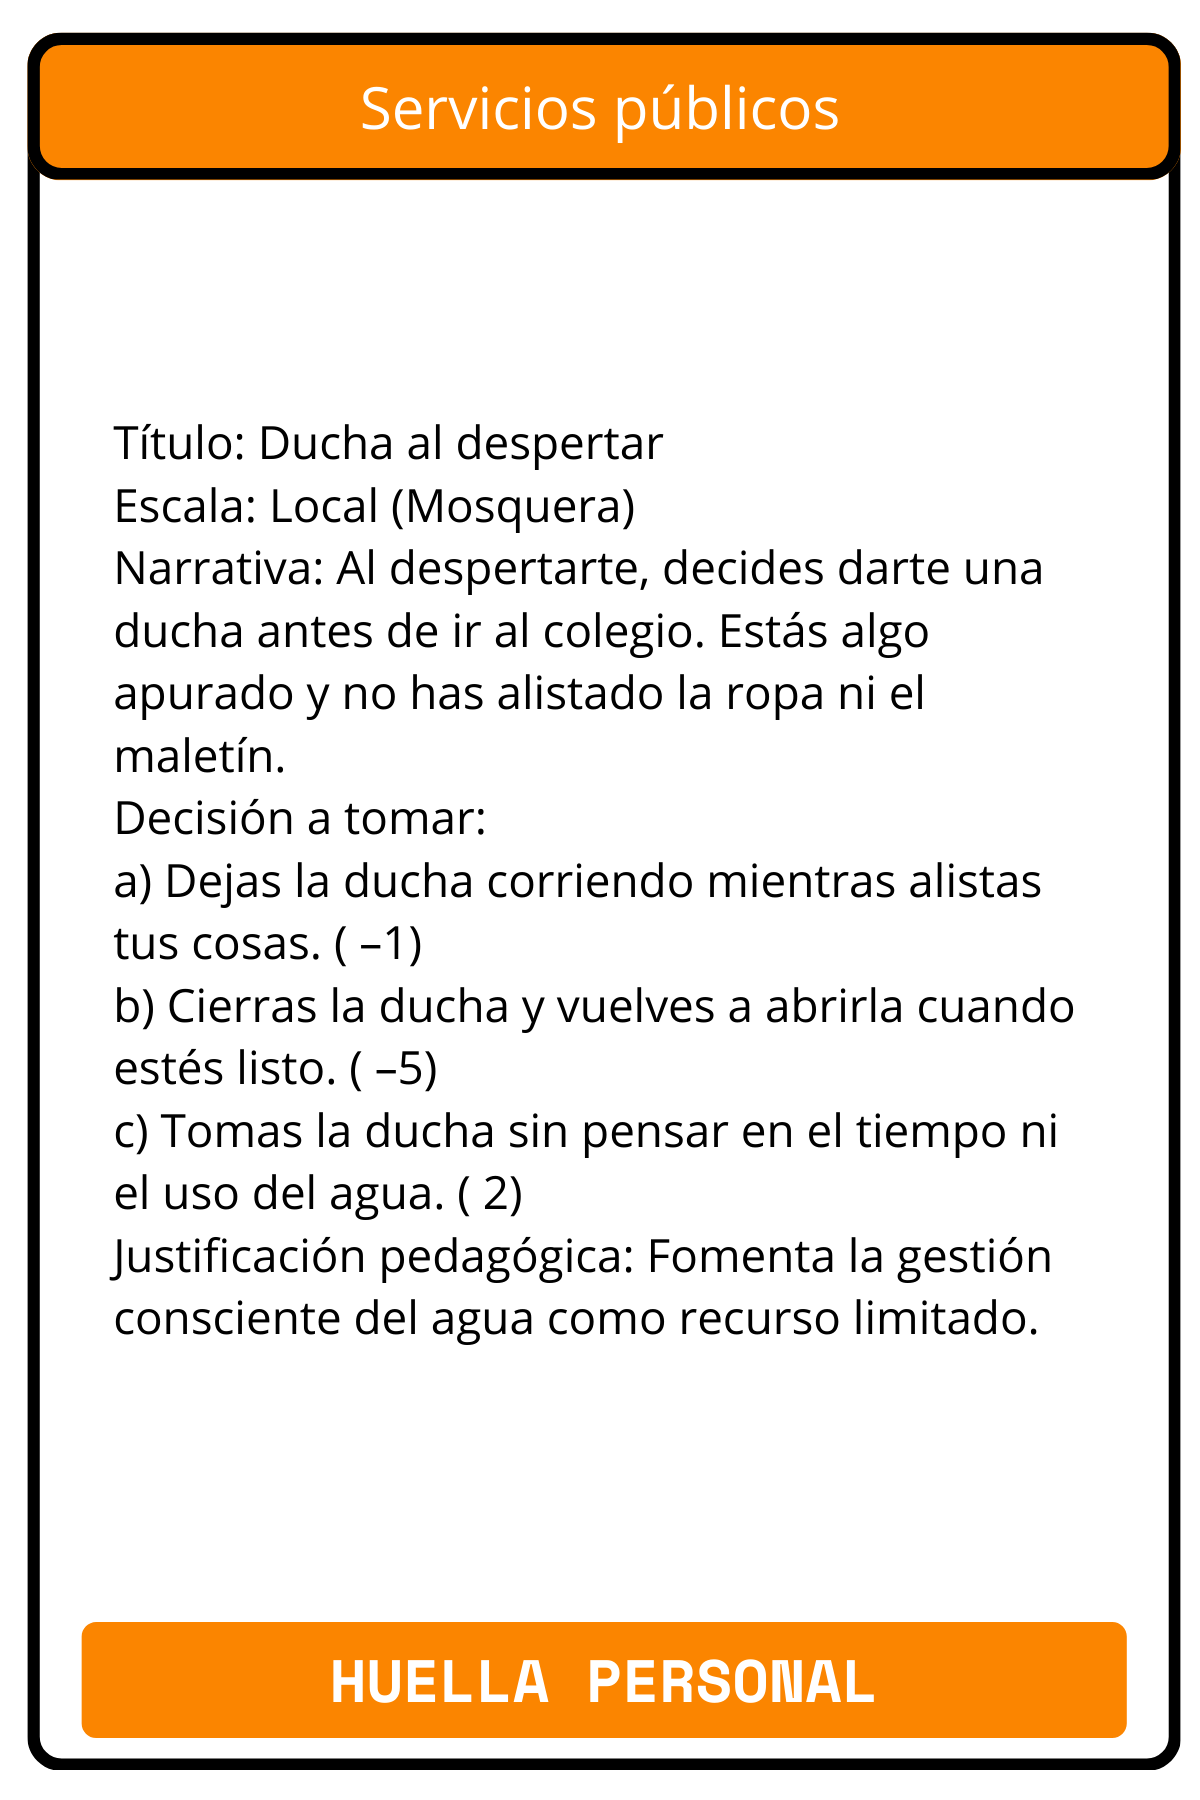 Servicios públicos
Título: Ducha al despertar
Escala: Local (Mosquera)
Narrativa: Al despertarte, decides darte una
ducha antes de ir al colegio. Estás algo
apurado y no has alistado la ropa ni el
maletín.
Decisión a tomar:
a) Dejas la ducha corriendo mientras alistas
tus cosas. ( –1)
b) Cierras la ducha y vuelves a abrirla cuando
estés listo. ( –5)
c) Tomas la ducha sin pensar en el tiempo ni
el uso del agua. ( 2)
Justificación pedagógica: Fomenta la gestión
consciente del agua como recurso limitado.
HUELLA PERSONAL